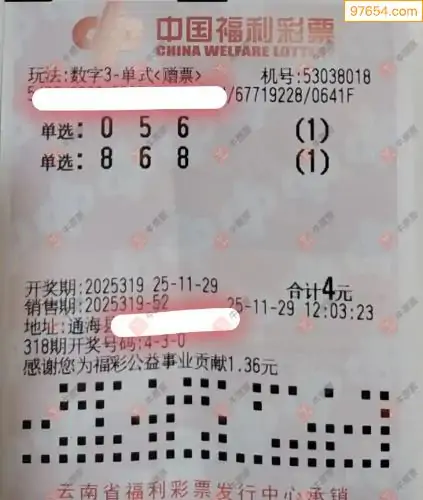 97654.com
中国福利彩票
CHINA WELFARE LOTTERY
玩法:数字3-单式<赠票> 机号:53038018
/67719228/0641F
单选: 0 5 6 (1)
单选: 8 6 8 (1)
开奖期:2025319 25-11-29 合计4元
销售期:2025319-52 25-11-29 12:03:23
地址:通海
318期开奖号码:4-3-0
感谢您为福彩公益事业贡献1.36元
云南省福利彩票发行中心承销